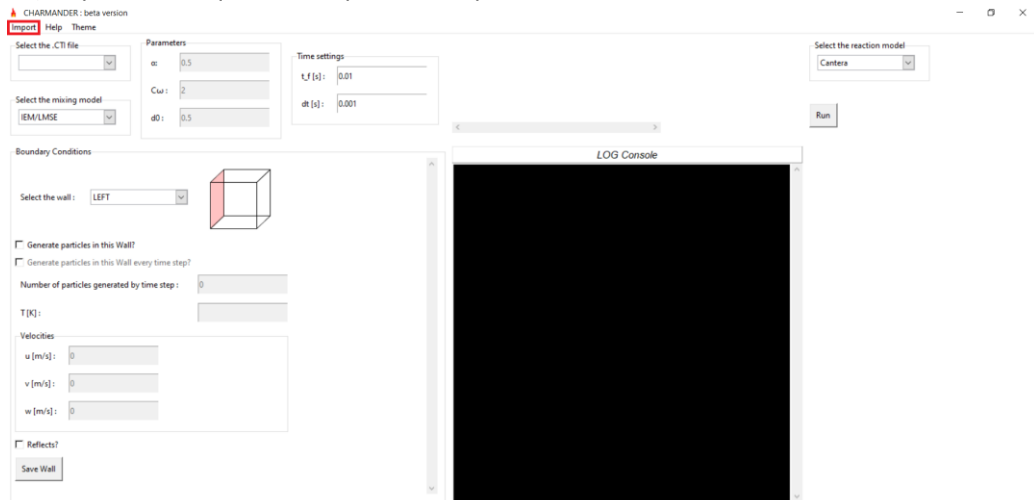 CHARMANDER : beta version
Import Help Theme
Select the .CTI file
Parameters
α: 0.5
Cω : 2
d0 : 0.5
Time settings
t_f [s] : 0.01
dt [s] : 0.001
Select the reaction model
Cantera
Select the mixing model
IEM/LMSE
Run
Boundary Conditions
Select the wall : LEFT
Generate particles in this Wall?
Generate particles in this Wall every time step?
Number of particles generated by time step : 0
T [K] :
Velocities
u [m/s] : 0
v [m/s] : 0
w [m/s] : 0
Reflects?
Save Wall
LOG Console